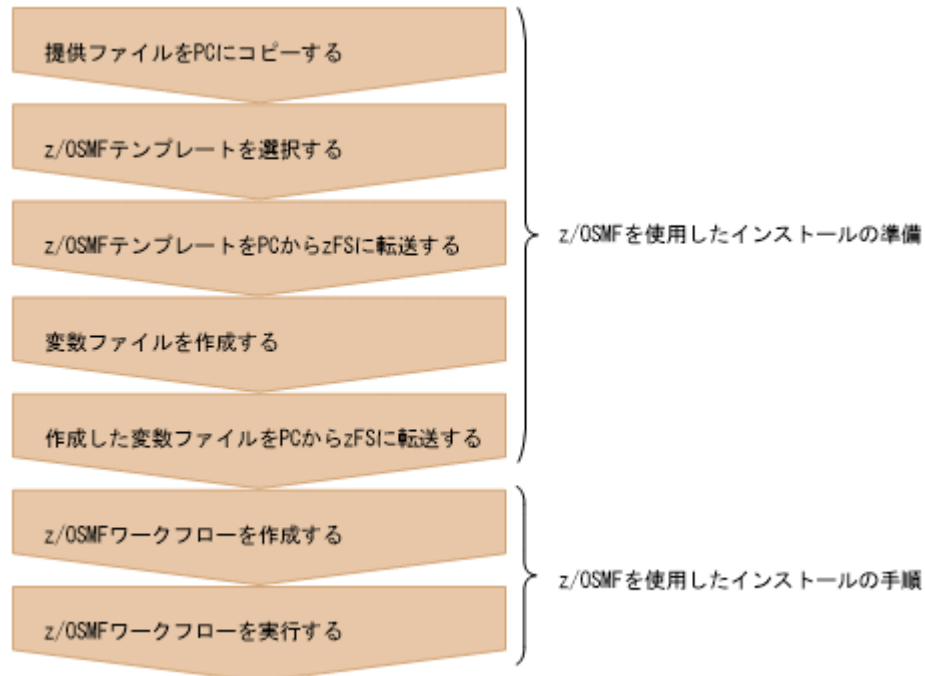 提供ファイルをPCにコピーする
z/OSMFテンプレートを選択する
z/OSMFテンプレートをPCからzFSに転送する
z/OSMFを使用したインストールの準備
変数ファイルを作成する
作成した変数ファイルをPCからzFSに転送する
z/OSMFワークフローを作成する
z/OSMFを使用したインストールの手順
z/OSMFワークフローを実行する